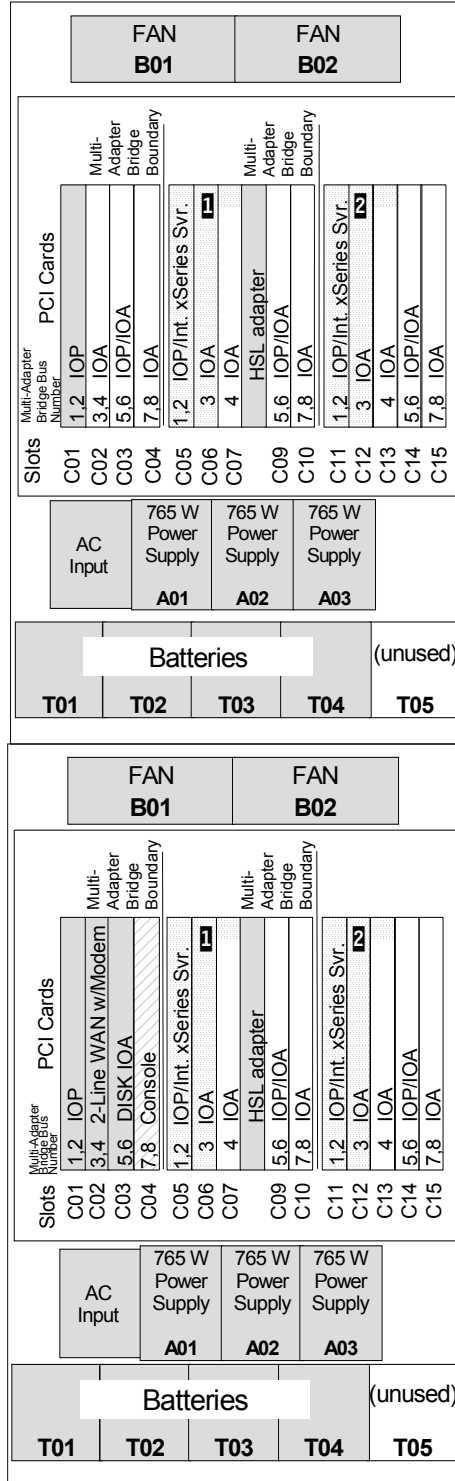 FAN
B01
FAN
B02
Multi-
Adapter
Bridge
Boundary
Multi-
Adapter
Bridge
Boundary
PCI Cards
Multi-Adapter
Bridge Bus
Number
Slots
1,2 IOP
3,4 IOA
5,6 IOP/IOA
7,8 IOA
1,2 IOP/Int. xSeries Svr.
3 IOA 1
4 IOA
HSL adapter
5,6 IOP/IOA
7,8 IOA
1,2 IOP/Int. xSeries Svr.
3 IOA 2
4 IOA
5,6 IOP/IOA
7,8 IOA
C01
C02
C03
C04
C05
C06
C07
C09
C10
C11
C12
C13
C14
C15
AC
Input
765 W
Power
Supply
A01
765 W
Power
Supply
A02
765 W
Power
Supply
A03
Batteries
(unused)
T01
T02
T03
T04
T05
FAN
B01
FAN
B02
Multi-
Adapter
Bridge
Boundary
Multi-
Adapter
Bridge
Boundary
PCI Cards
Multi-Adapter
Bridge Bus
Number
Slots
1,2 IOP
3,4 2-Line WAN w/Modem
5,6 DISK IOA
7,8 Console
1,2 IOP/Int. xSeries Svr.
3 IOA 1
4 IOA
HSL adapter
5,6 IOP/IOA
7,8 IOA
1,2 IOP/Int. xSeries Svr.
3 IOA 2
4 IOA
5,6 IOP/IOA
7,8 IOA
C01
C02
C03
C04
C05
C06
C07
C09
C10
C11
C12
C13
C14
C15
AC
Input
765 W
Power
Supply
A01
765 W
Power
Supply
A02
765 W
Power
Supply
A03
Batteries
(unused)
T01
T02
T03
T04
T05